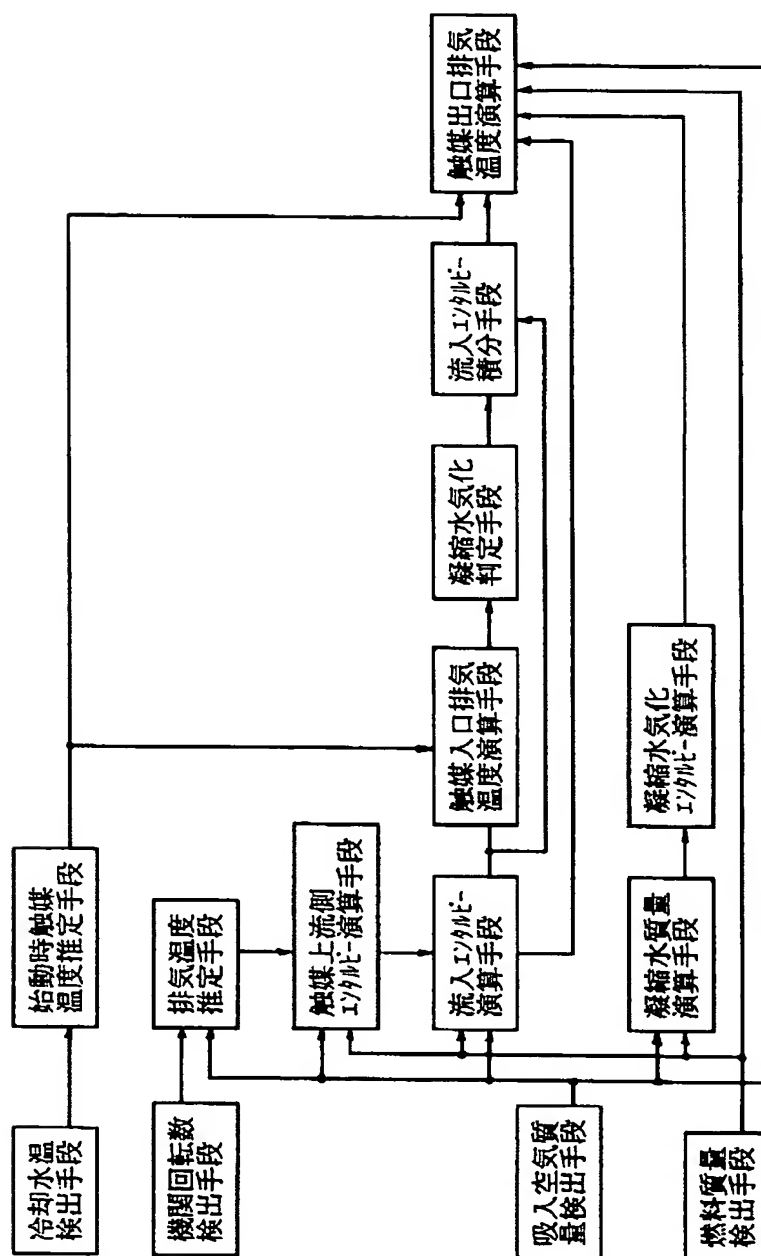 冷却水温
検出手段
始動時触媒
温度推定手段
機関回転数
検出手段
排気温度
推定手段
触媒上流側
エンタルピー演算手段
流入エンタルピー
演算手段
触媒入口排気
温度演算手段
凝縮水気化
判定手段
流入エンタルピー
積分手段
触媒出口排気
温度演算手段
吸入空気質
量検出手段
凝縮水質量
演算手段
凝縮水気化
エンタルピー演算手段
燃料質量
検出手段